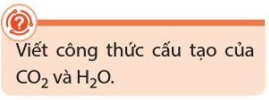 ?
Viết công thức cấu tạo của
CO₂ và H₂O.